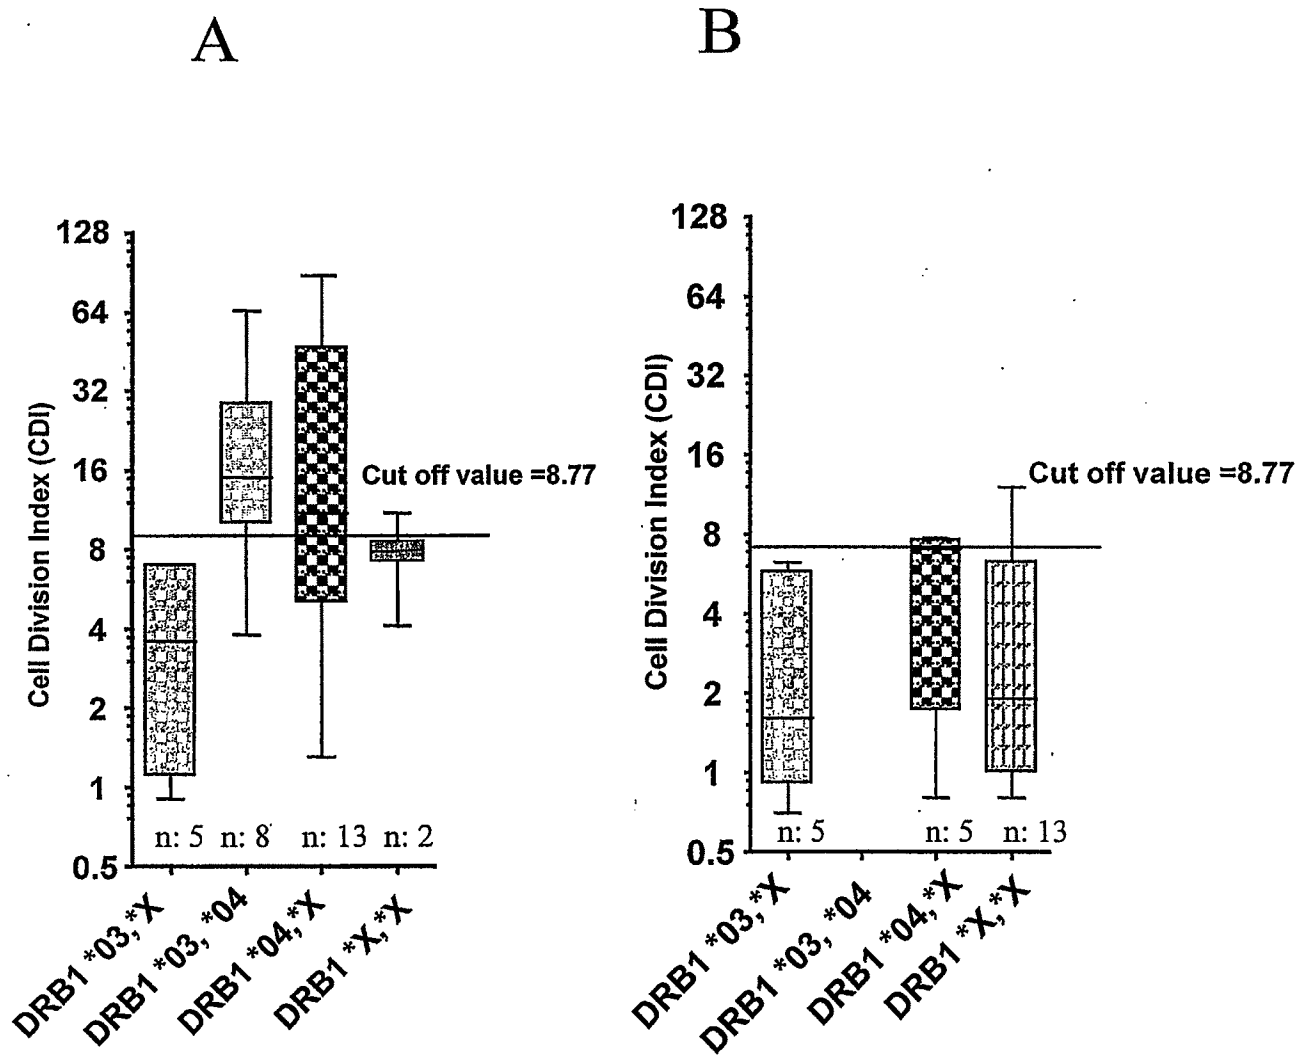 A
128
64
32
16
8
4
2
1
0.5
Cell Division Index (CDI)
Cut off value =8.77
n: 5
n: 8
n: 13
n: 2
DRB1 *03,*X
DRB1 *03, *04
DRB1 *04,*X
DRB1 *X,*X
B
128
64
32
16
8
4
2
1
0.5
Cell Division Index (CDI)
Cut off value =8.77
n: 5
n: 5
n: 13
DRB1 *03,*X
DRB1 *03, *04
DRB1 *04,*X
DRB1 *X,*X